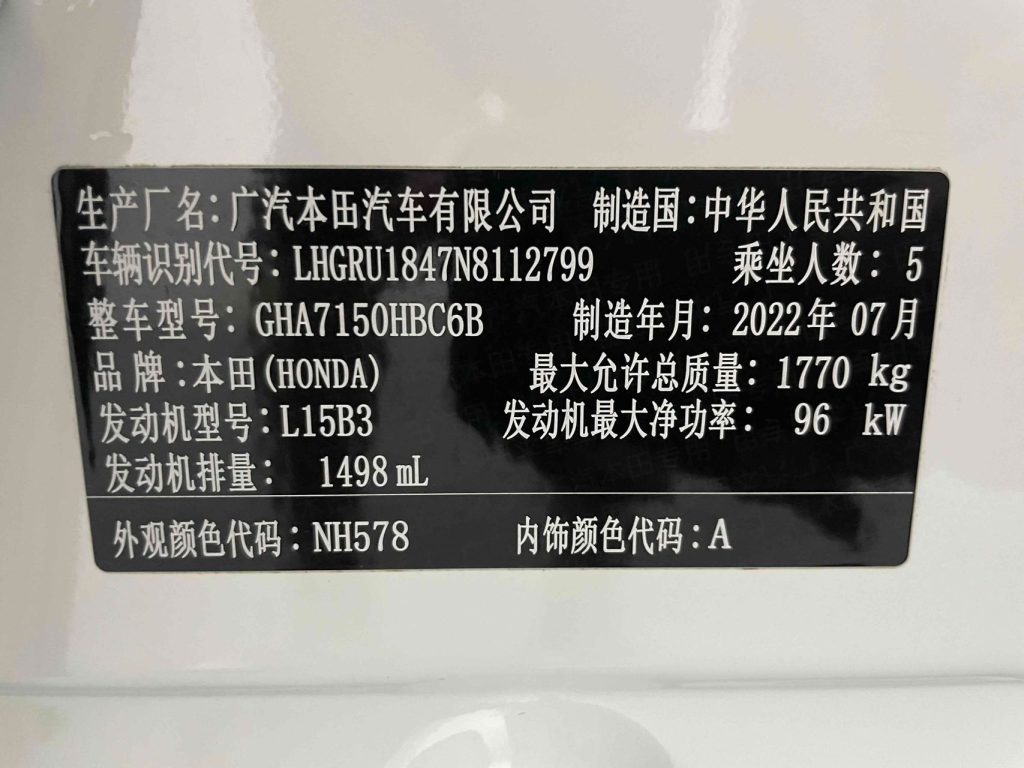 生产厂名:广汽本田汽车有限公司 制造国:中华人民共和国
车辆识别代号:LHGRU1847N8112799 乘坐人数:5
整车型号:GHA7150HBC6B 制造年月:2022年07月
品牌:本田(HONDA) 最大允许总质量:1770 kg
发动机型号:L15B3 发动机最大净功率:96 kW
发动机排量:1498 mL
外观颜色代码:NH578 内饰颜色代码:A